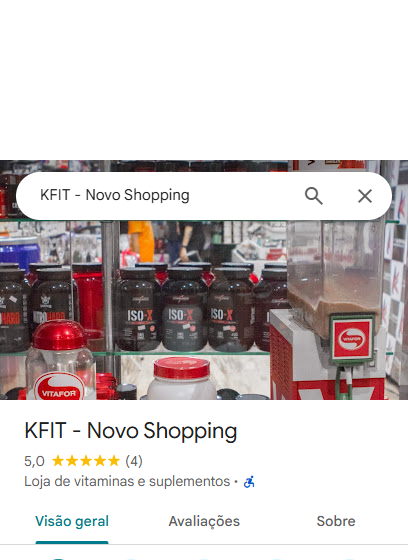 KFIT - Novo Shopping
ISO-X
ISO-X
ISO-X
VITAFOR
VITAFOR
KFIT - Novo Shopping
5,0 (4)
Loja de vitaminas e suplementos ·
Visão geral
Avaliações
Sobre